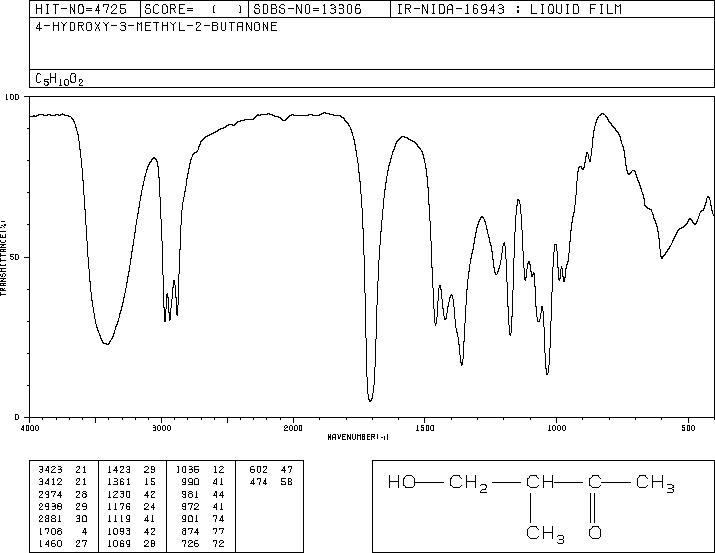 HIT-NO=4725 SCORE= ( ) SDBS-NO=13306 IR-NIDA-16943 : LIQUID FILM
4-HYDROXY-3-METHYL-2-BUTANONE
C5H10O2
100
50
0
TRANSMITTANCE(%)
4000 3000 2000 1500 1000 500
WAVENUMBER(-1)
3423 21 1423 29 1036 12 602 47
3412 21 1361 15 990 41 474 58
2974 28 1230 42 981 44
2938 29 1176 24 972 41
2881 30 1119 41 901 74
1708 4 1093 42 874 77
1460 27 1069 28 726 72
HO CH2 CH C CH3
CH3 O